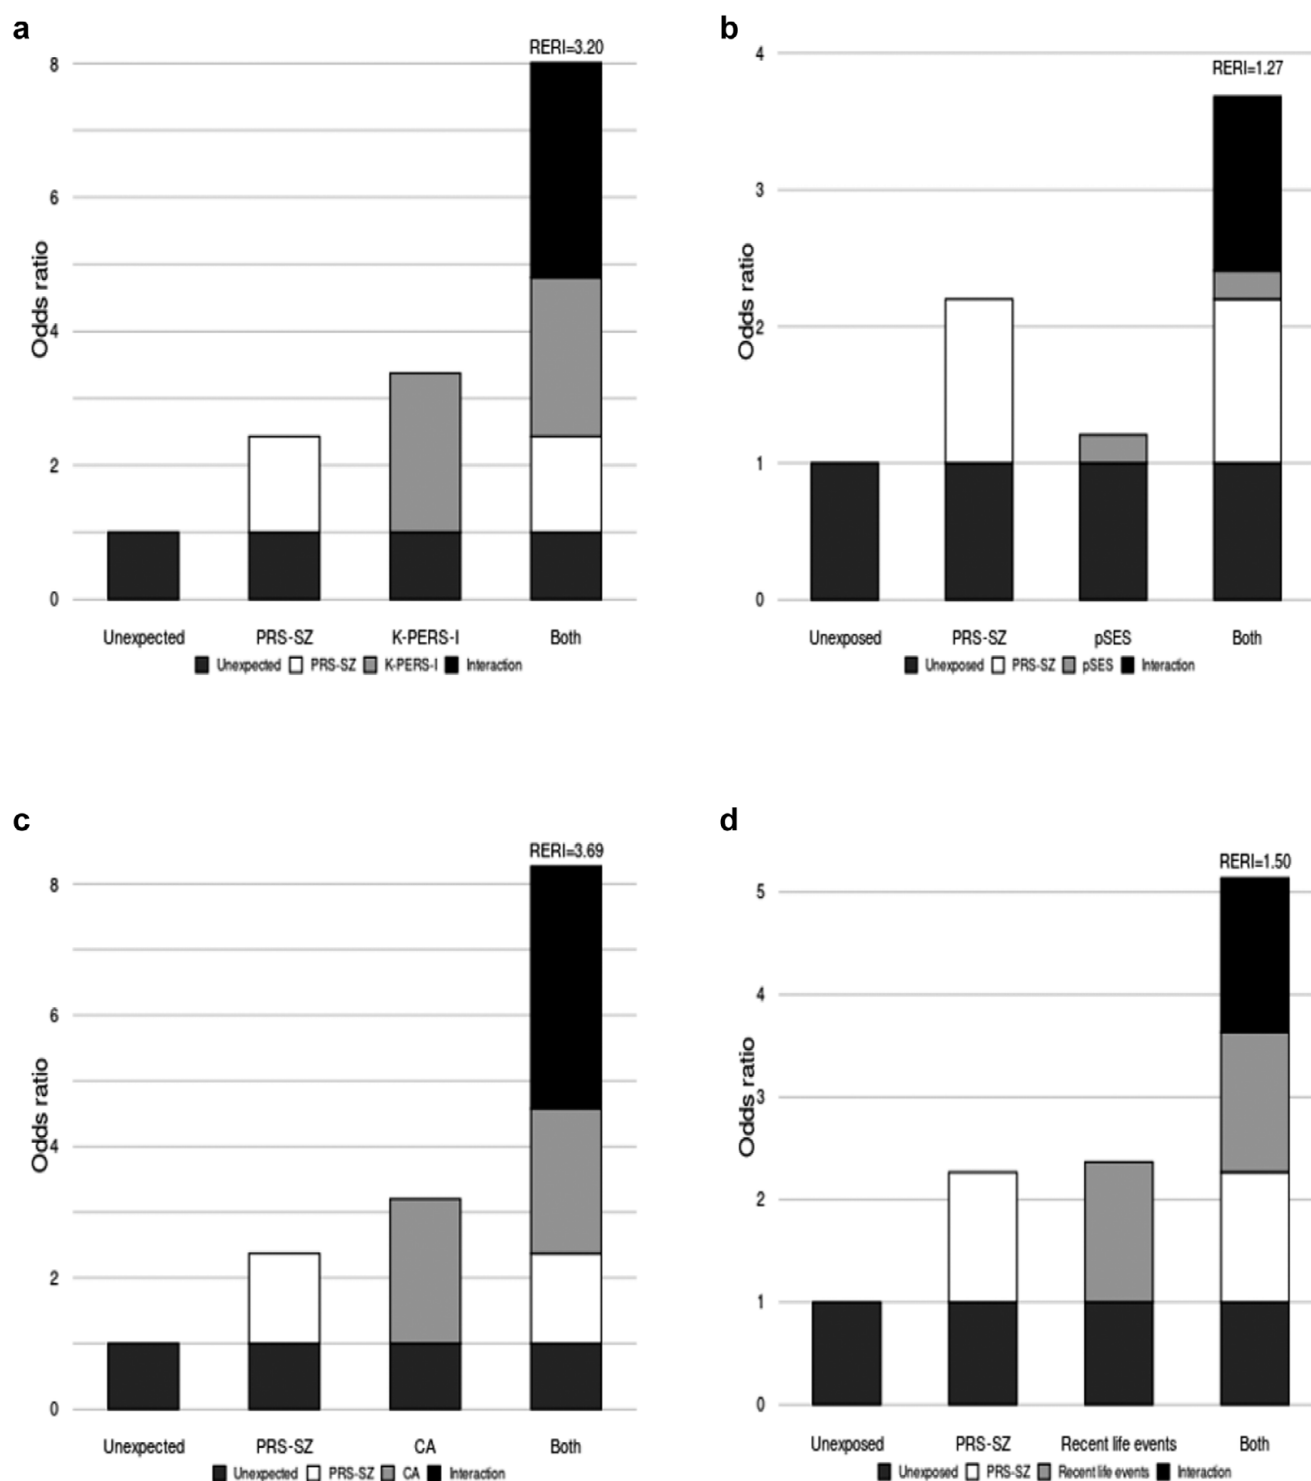 a
RERI=3.20
8
6
4
2
0
Odds ratio
Unexpected PRS-SZ K-PERS-I Both
Unexpected PRS-SZ K-PERS-I Interaction
b
RERI=1.27
4
3
2
1
0
Odds ratio
Unexposed PRS-SZ pSES Both
Unexposed PRS-SZ pSES Interaction
c
RERI=3.69
8
6
4
2
0
Odds ratio
Unexpected PRS-SZ CA Both
Unexpected PRS-SZ CA Interaction
d
RERI=1.50
5
4
3
2
1
0
Odds ratio
Unexposed PRS-SZ Recent life events Both
Unexposed PRS-SZ Recent life events Interaction